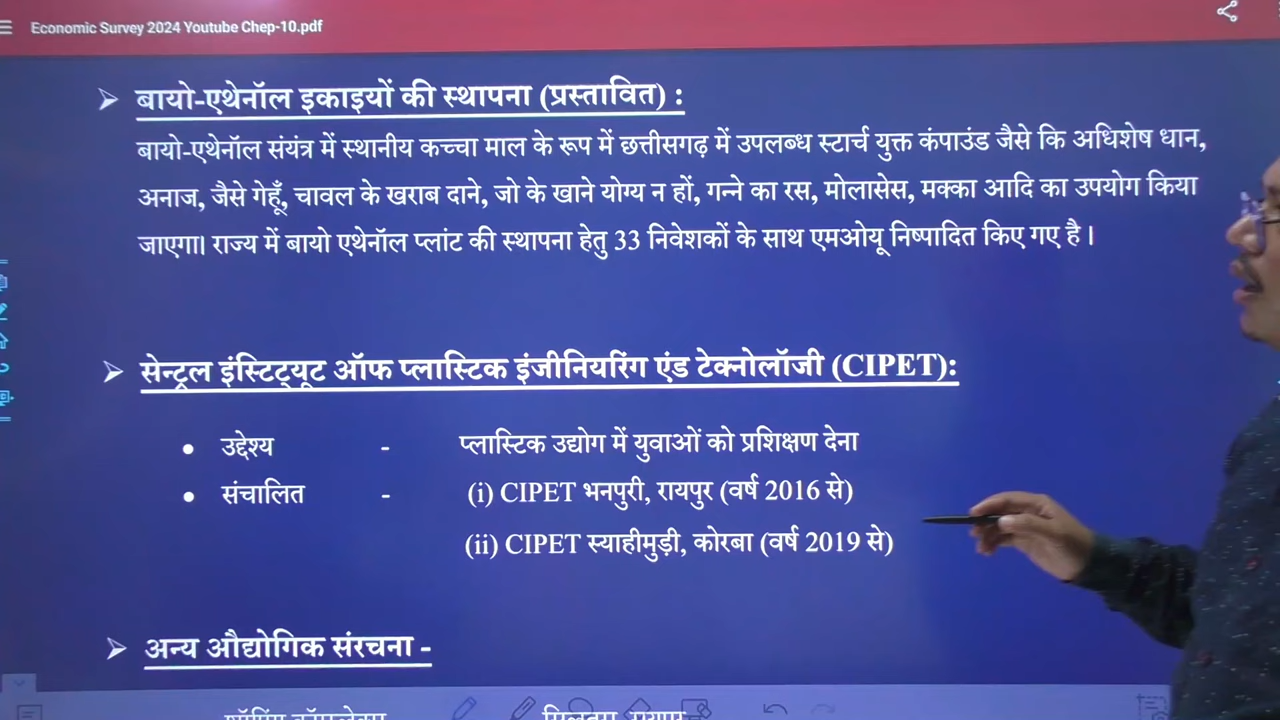 Economic Survey 2024 Youtube Chep-10.pdf
➢ बायो-एथेनॉल इकाइयों की स्थापना (प्रस्तावित) :
बायो-एथेनॉल संयंत्र में स्थानीय कच्चा माल के रूप में छत्तीसगढ़ में उपलब्ध स्टार्च युक्त कंपाउंड जैसे कि अधिशेष धान,
अनाज, जैसे गेहूँ, चावल के खराब दाने, जो के खाने योग्य न हों, गन्ने का रस, मोलासेस, मक्का आदि का उपयोग किया
जाएगा। राज्य में बायो एथेनॉल प्लांट की स्थापना हेतु 33 निवेशकों के साथ एमओयू निष्पादित किए गए है ।
➢ सेन्ट्रल इंस्टिट्यूट ऑफ प्लास्टिक इंजीनियरिंग एंड टेक्नोलॉजी (CIPET):
• उद्देश्य - प्लास्टिक उद्योग में युवाओं को प्रशिक्षण देना
• संचालित - (i) CIPET भनपुरी, रायपुर (वर्ष 2016 से)
(ii) CIPET स्याहीमुड़ी, कोरबा (वर्ष 2019 से)
➢ अन्य औद्योगिक संरचना -